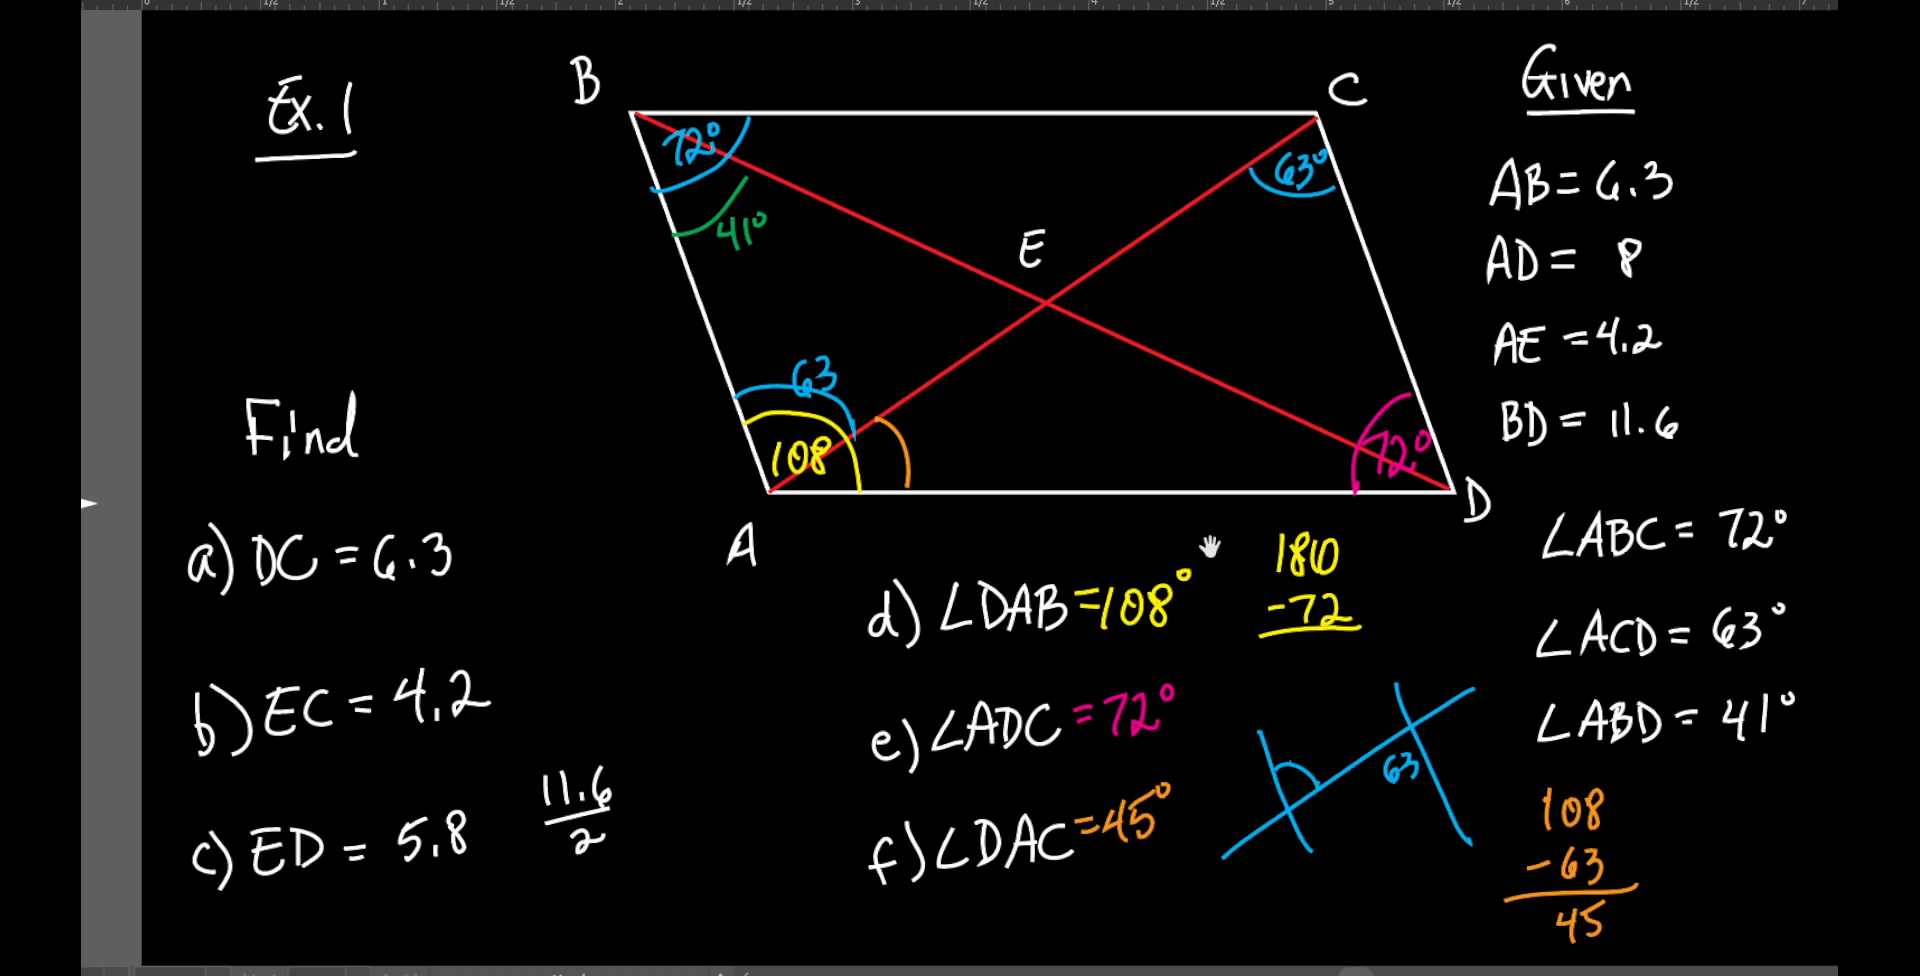 Ex. 1
B
C
72°
63°
41°
E
63
108
72°
A
D
Given
AB = 6.3
AD = 8
AE = 4.2
BD = 11.6
∠ABC = 72°
∠ACD = 63°
∠ABD = 41°
Find
a) DC = 6.3
b) EC = 4.2
c) ED = 5.8
11.6
2
d) ∠DAB = 108°
180
-72
e) ∠ADC = 72°
f) ∠DAC = 45°
63
108
-63
45